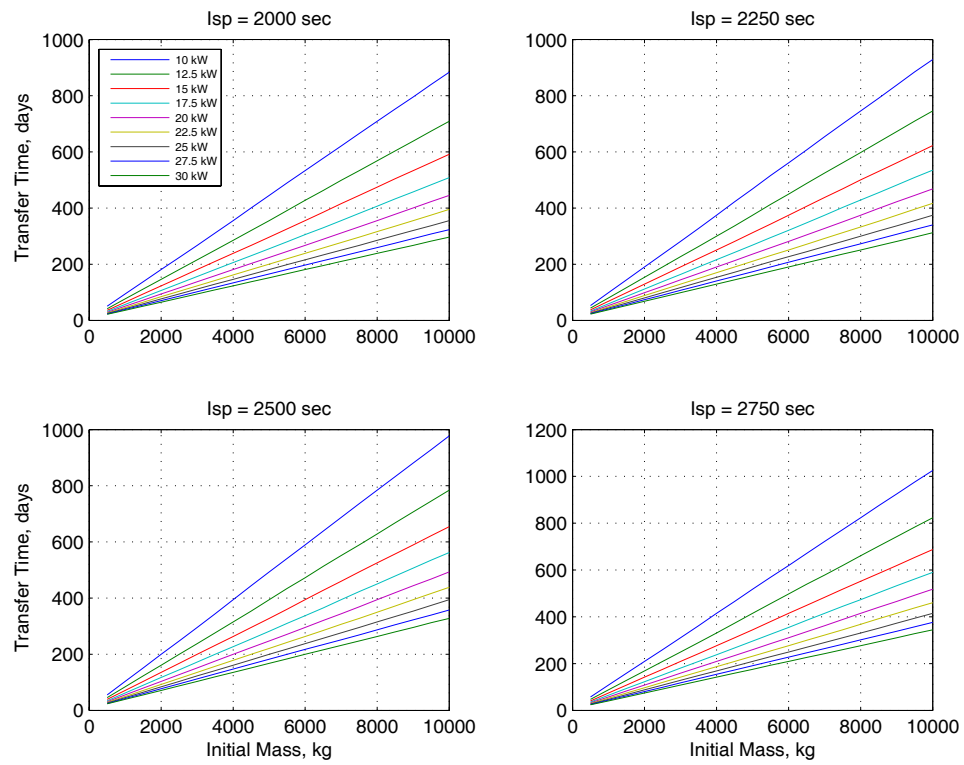 Isp = 2000 sec
Transfer Time, days
1000
800
600
400
200
0
10 kW
12.5 kW
15 kW
17.5 kW
20 kW
22.5 kW
25 kW
27.5 kW
30 kW
0 2000 4000 6000 8000 10000
Isp = 2250 sec
1000
800
600
400
200
0
0 2000 4000 6000 8000 10000
Isp = 2500 sec
Transfer Time, days
1000
800
600
400
200
0
0 2000 4000 6000 8000 10000
Initial Mass, kg
Isp = 2750 sec
1200
1000
800
600
400
200
0
0 2000 4000 6000 8000 10000
Initial Mass, kg